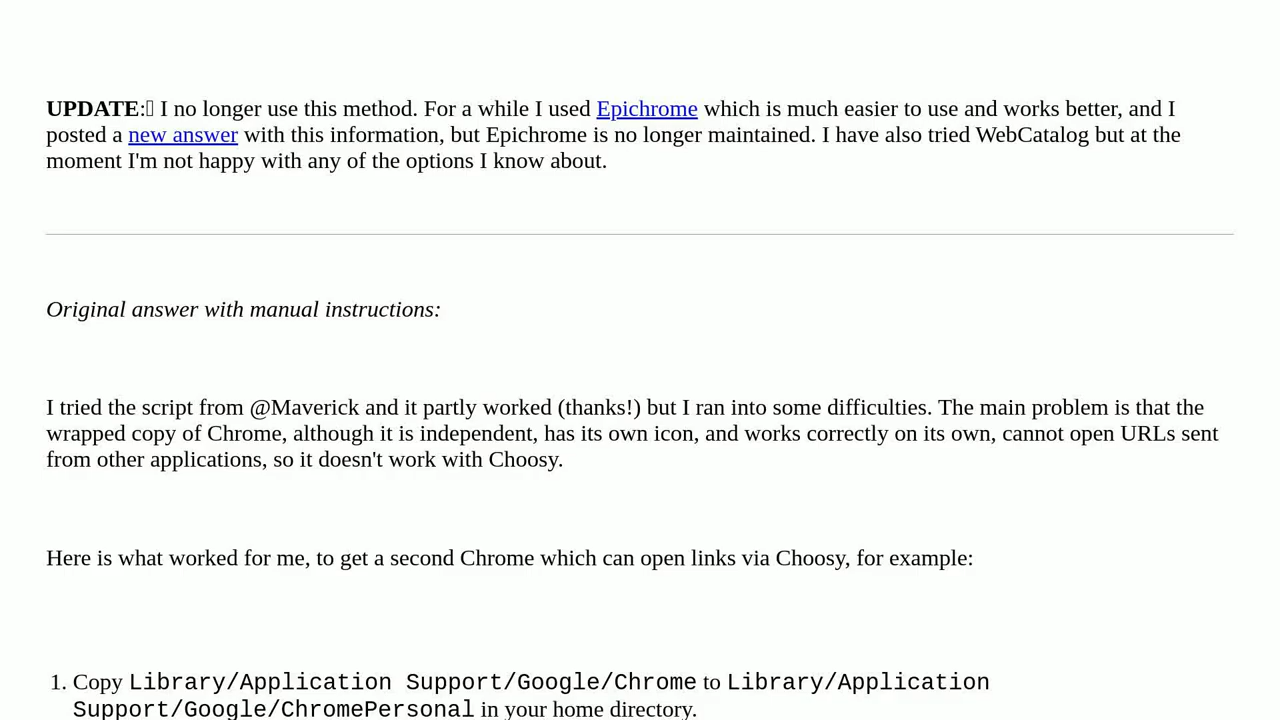 UPDATE: I no longer use this method. For a while I used Epichrome which is much easier to use and works better, and I
posted a new answer with this information, but Epichrome is no longer maintained. I have also tried WebCatalog but at the
moment I'm not happy with any of the options I know about.
Original answer with manual instructions:
I tried the script from @Maverick and it partly worked (thanks!) but I ran into some difficulties. The main problem is that the
wrapped copy of Chrome, although it is independent, has its own icon, and works correctly on its own, cannot open URLs sent
from other applications, so it doesn't work with Choosy.
Here is what worked for me, to get a second Chrome which can open links via Choosy, for example:
1. Copy Library/Application Support/Google/Chrome to Library/Application
Support/Google/ChromePersonal in your home directory.